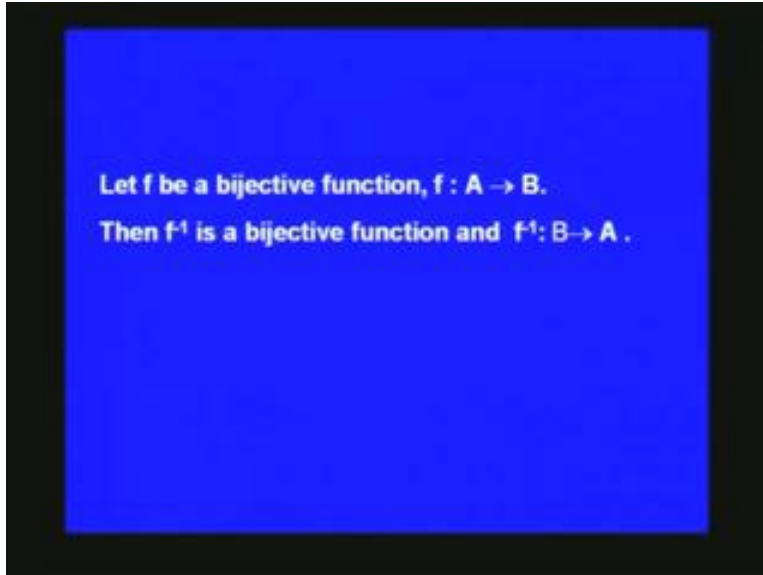 Let f be a bijective function, f : A → B.
Then f⁻¹ is a bijective function and f⁻¹: B→ A .